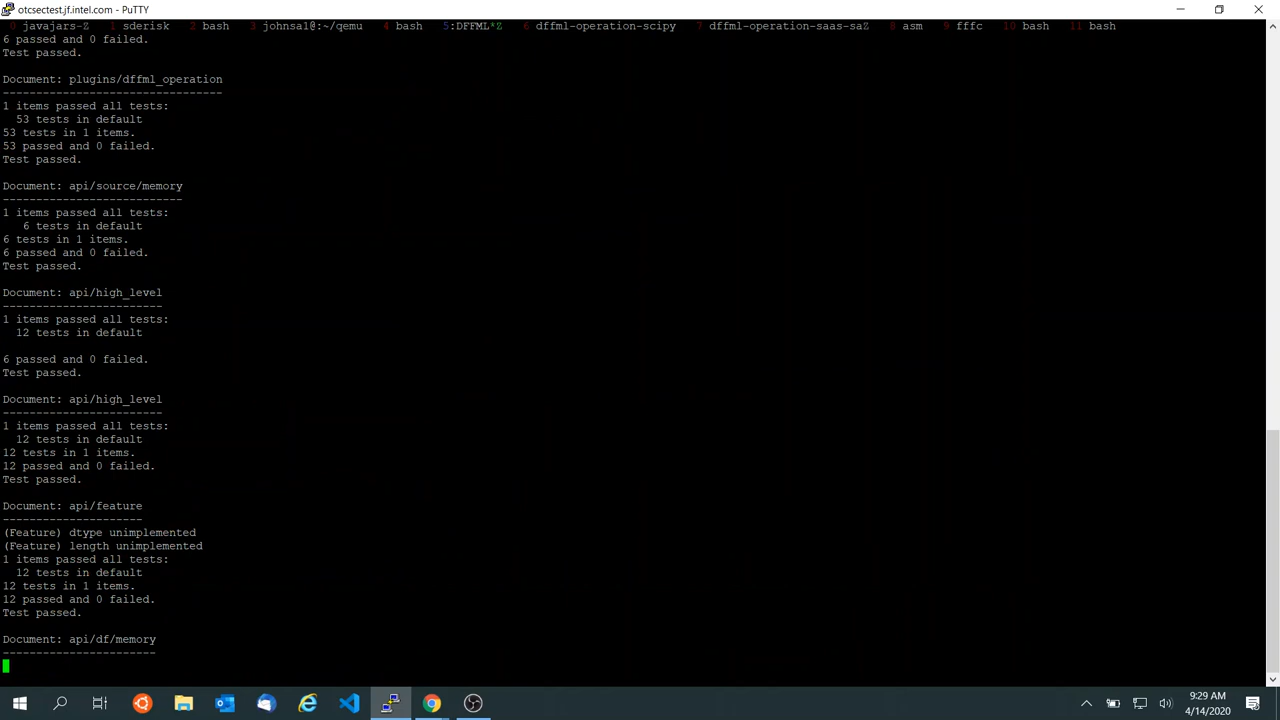 otcsectest.jf.intel.com - PuTTY
0 javajars-Z 1 sderisk 2 bash 3 johnsa1@:~/qemu 4 bash 5:DFFML*Z 6 dffml-operation-scipy 7 dffml-operation-saas-saZ 8 asm 9 fffc 10 bash 11 bash
6 passed and 0 failed.
Test passed.
Document: plugins/dffml_operation
---------------------------------
1 items passed all tests:
53 tests in default
53 tests in 1 items.
53 passed and 0 failed.
Test passed.
Document: api/source/memory
---------------------------
1 items passed all tests:
6 tests in default
6 tests in 1 items.
6 passed and 0 failed.
Test passed.
Document: api/high_level
------------------------
1 items passed all tests:
12 tests in default
6 passed and 0 failed.
Test passed.
Document: api/high_level
------------------------
1 items passed all tests:
12 tests in default
12 tests in 1 items.
12 passed and 0 failed.
Test passed.
Document: api/feature
---------------------
(Feature) dtype unimplemented
(Feature) length unimplemented
1 items passed all tests:
12 tests in default
12 tests in 1 items.
12 passed and 0 failed.
Test passed.
Document: api/df/memory
-----------------------
9:29 AM
4/14/2020